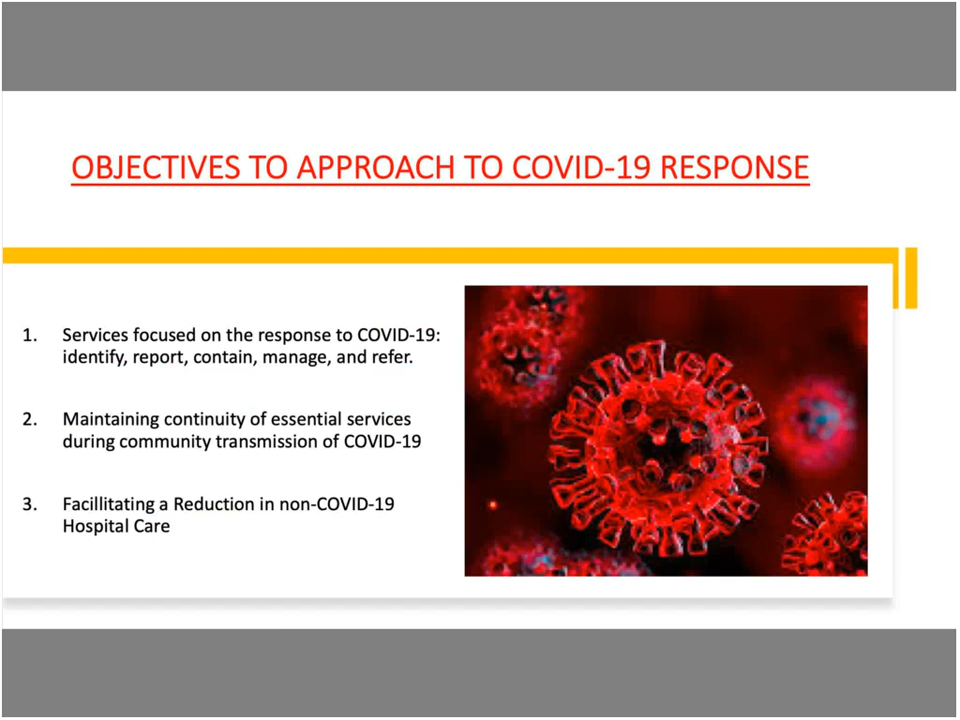 OBJECTIVES TO APPROACH TO COVID-19 RESPONSE
1. Services focused on the response to COVID-19:
identify, report, contain, manage, and refer.
2. Maintaining continuity of essential services
during community transmission of COVID-19
3. Facillitating a Reduction in non-COVID-19
Hospital Care